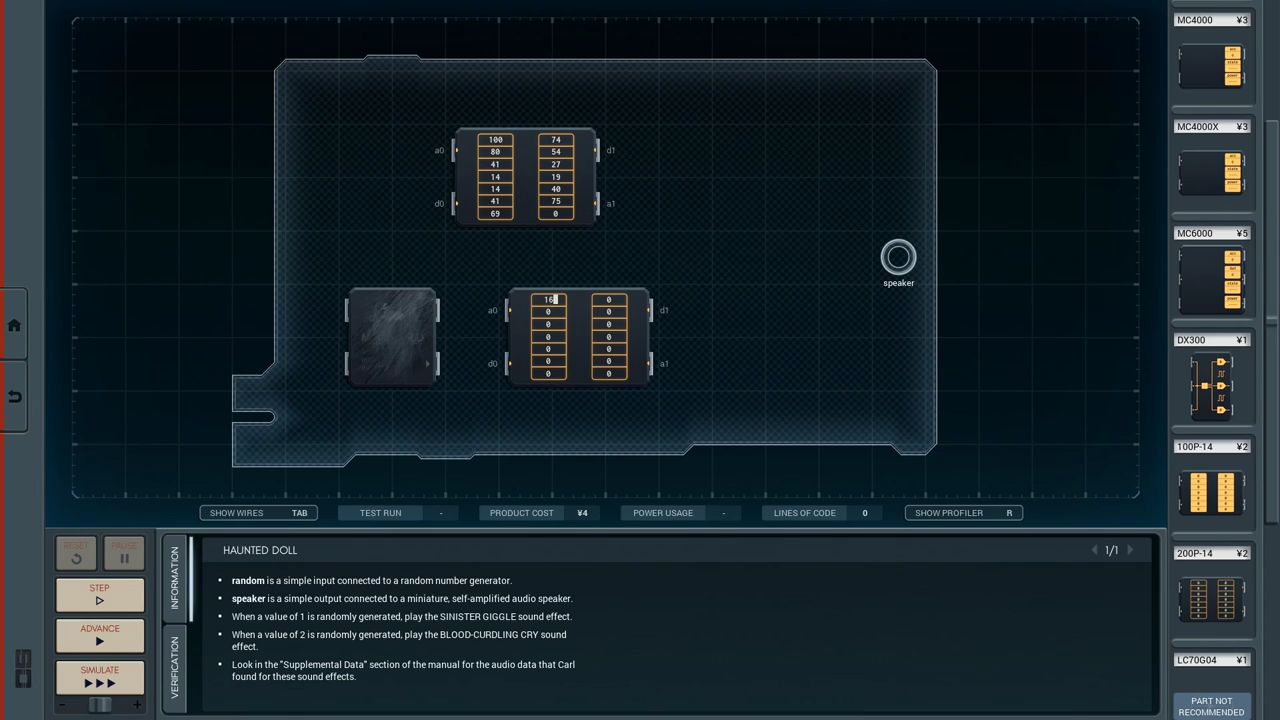 MC4000 ¥3
MC4000X ¥3
MC6000 ¥5
DX300 ¥1
100P-14 ¥2
200P-14 ¥2
LC70G04 ¥1
PART NOT
RECOMMENDED
a0
d0
100
80
41
14
14
41
69
74
54
27
19
40
75
0
d1
a1
speaker
a0
d0
16
0
0
0
0
0
0
0
0
0
0
0
0
0
d1
a1
SHOW WIRES TAB
TEST RUN -
PRODUCT COST ¥4
POWER USAGE -
LINES OF CODE 0
SHOW PROFILER R
RESET
PAUSE
STEP
ADVANCE
SIMULATE
- +
INFORMATION
VERIFICATION
HAUNTED DOLL
1/1
random is a simple input connected to a random number generator.
speaker is a simple output connected to a miniature, self-amplified audio speaker.
When a value of 1 is randomly generated, play the SINISTER GIGGLE sound effect.
When a value of 2 is randomly generated, play the BLOOD-CURDLING CRY sound
effect.
Look in the "Supplemental Data" section of the manual for the audio data that Carl
found for these sound effects.